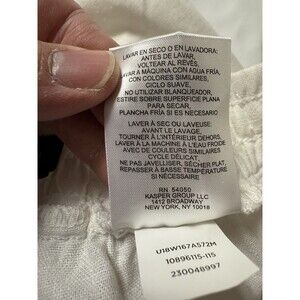 LAVAR EN SECO O EN LAVADORA:
ANTES DE LAVAR,
VOLTEAR AL REVÉS,
LAVAR A MÁQUINA CON AGUA FRÍA,
CON COLORES SIMILARES,
CICLO SUAVE,
NO UTILIZAR BLANQUEADOR,
ESTIRE SOBRE SUPERFICIE PLANA
PARA SECAR,
PLANCHA FRÍA SI ES NECESARIO
LAVER À SEC OU LAVEUSE:
AVANT LE LAVAGE,
TOURNER À L'INTÉRIEUR DEHORS,
LAVER À LA MACHINE À L'EAU FROIDE
AVEC DE COULEURS SIMILAIRES
CYCLE DÉLICAT,
NE PAS JAVELLISER, SÉCHER PLAT,
REPASSER À BASSE TEMPÉRATURE
SI NÉCESSAIRE
RN 54050
KASPER GROUP LLC
1412 BROADWAY
NEW YORK, NY 10018
U18W167A572M
10896115-I15
230048997